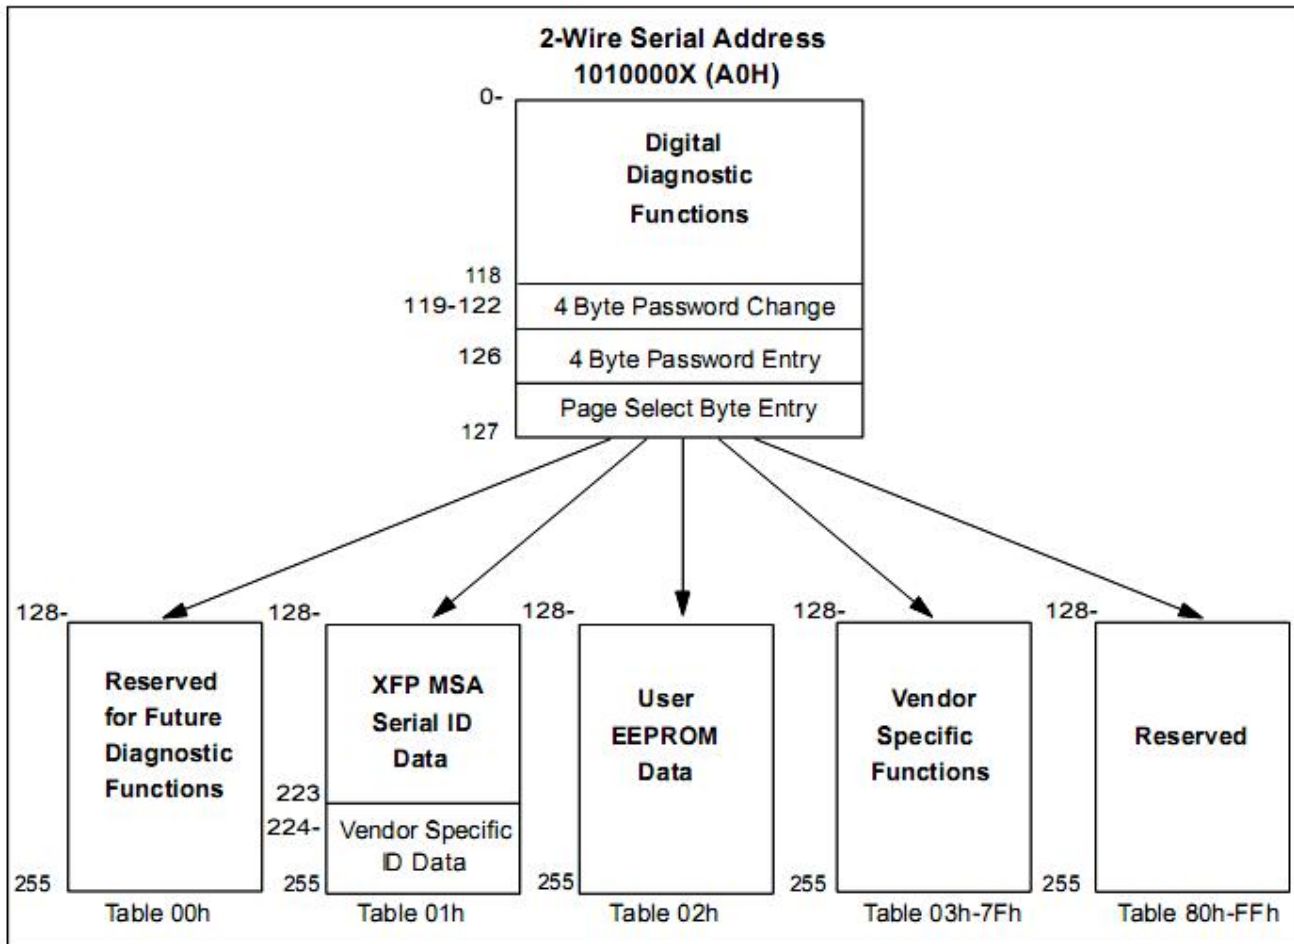 2-Wire Serial Address
1010000X (A0H)
0-
Digital
Diagnostic
Functions
118
119-122
4 Byte Password Change
126
4 Byte Password Entry
Page Select Byte Entry
127
128-
Reserved
for Future
Diagnostic
Functions
255
Table 00h
128-
XFP MSA
Serial ID
Data
223
224-
Vendor Specific
ID Data
255
Table 01h
128-
User
EEPROM
Data
255
Table 02h
128-
Vendor
Specific
Functions
255
Table 03h-7Fh
128-
Reserved
255
Table 80h-FFh